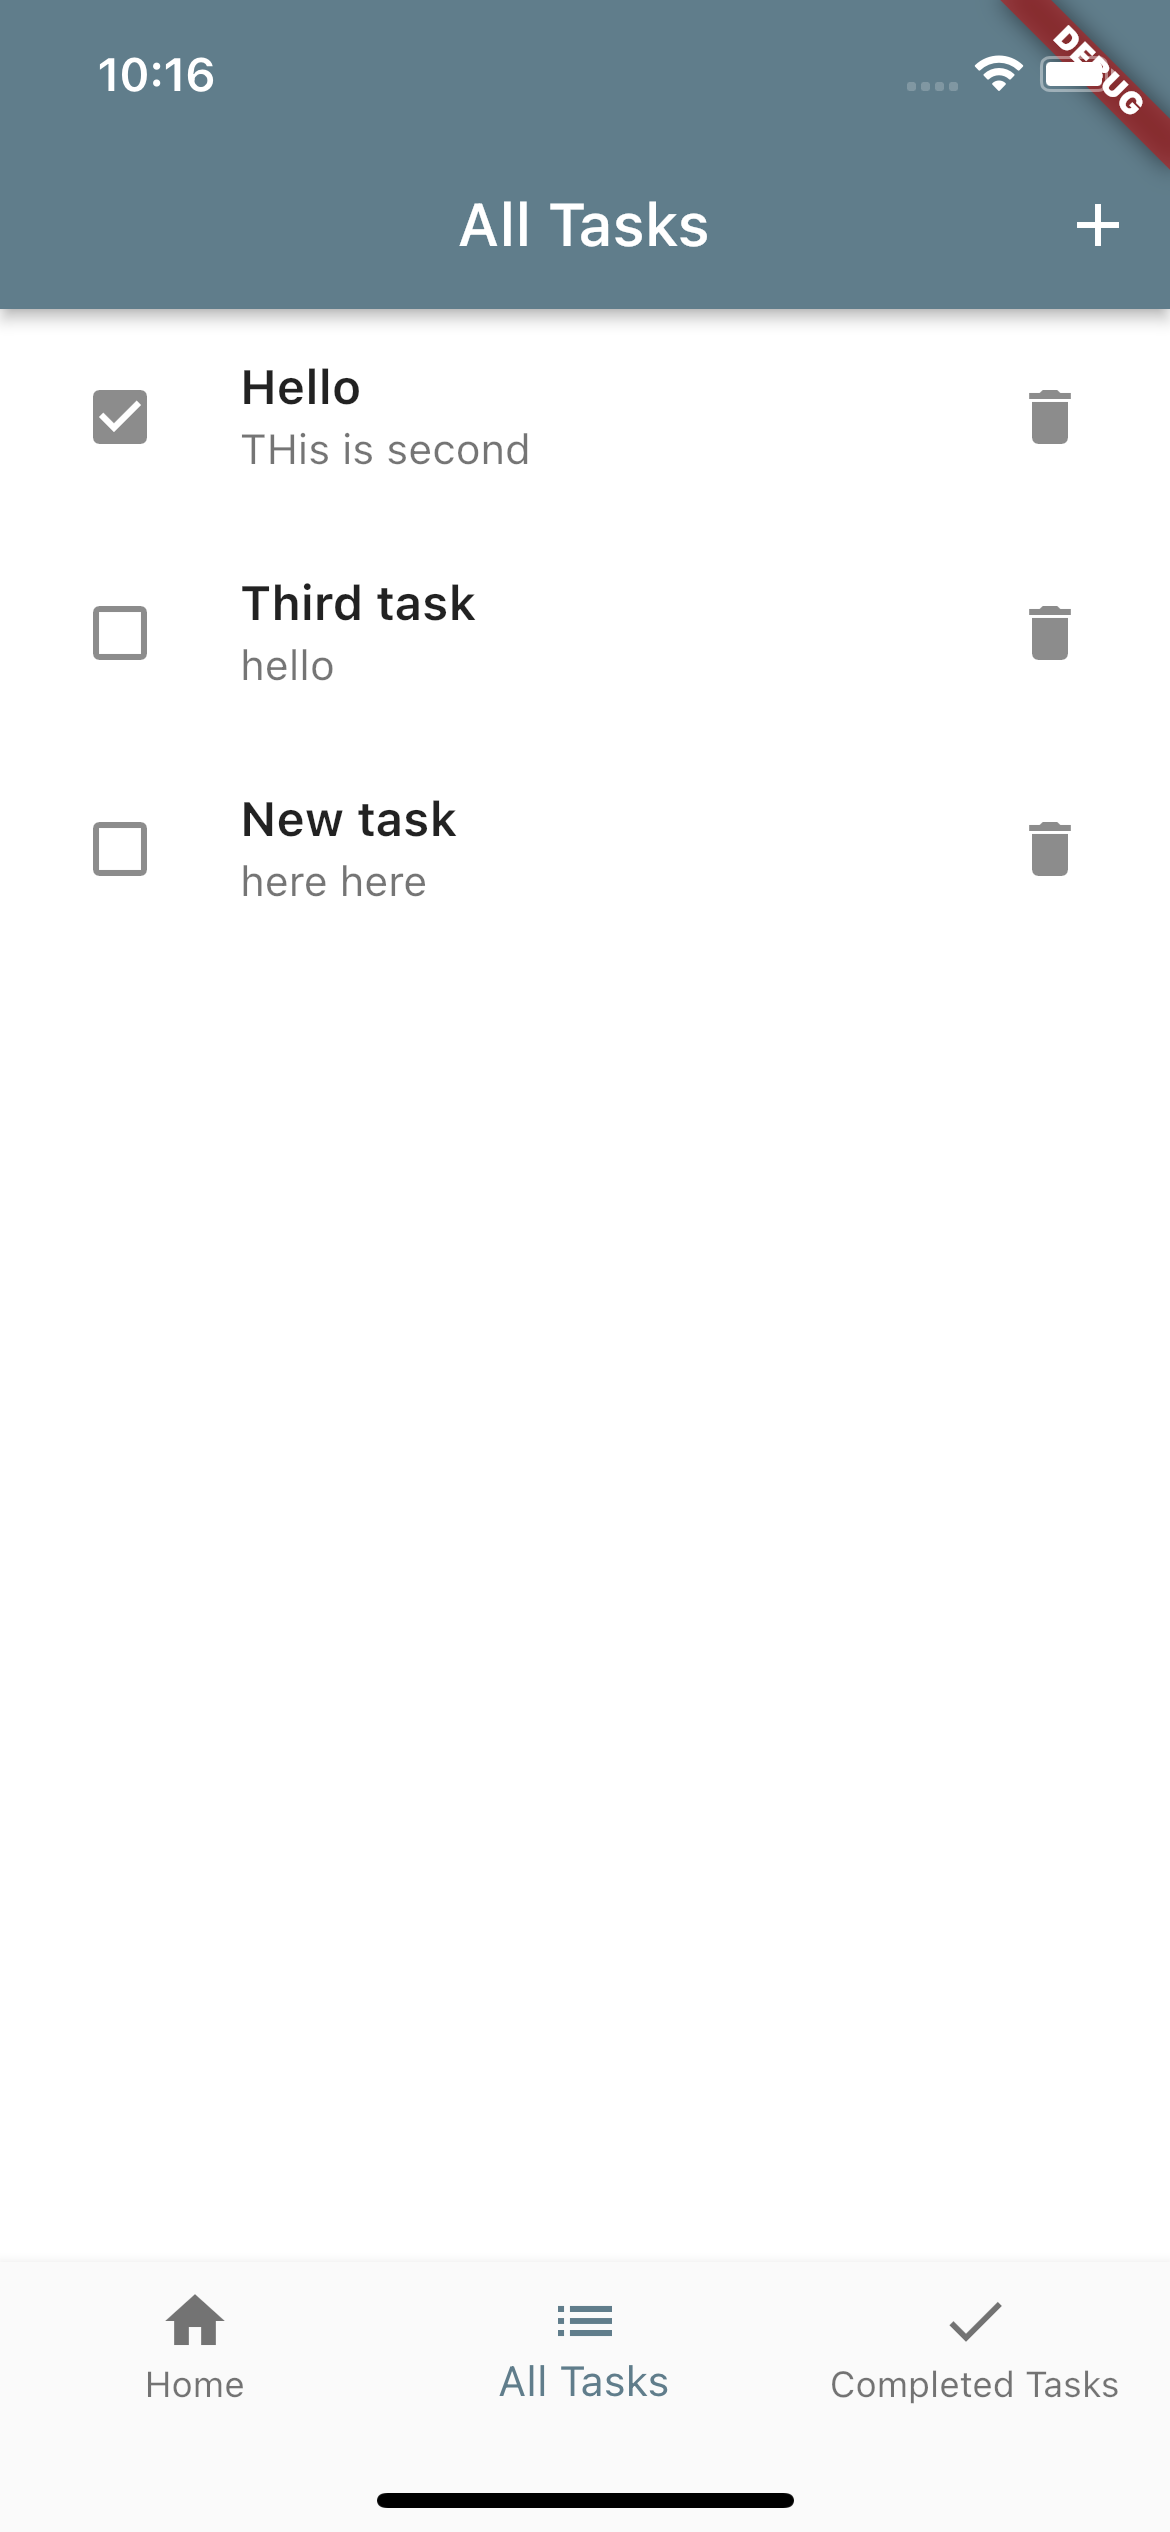 10:16
DEBUG
All Tasks
Hello
THis is second
Third task
hello
New task
here here
Home
All Tasks
Completed Tasks